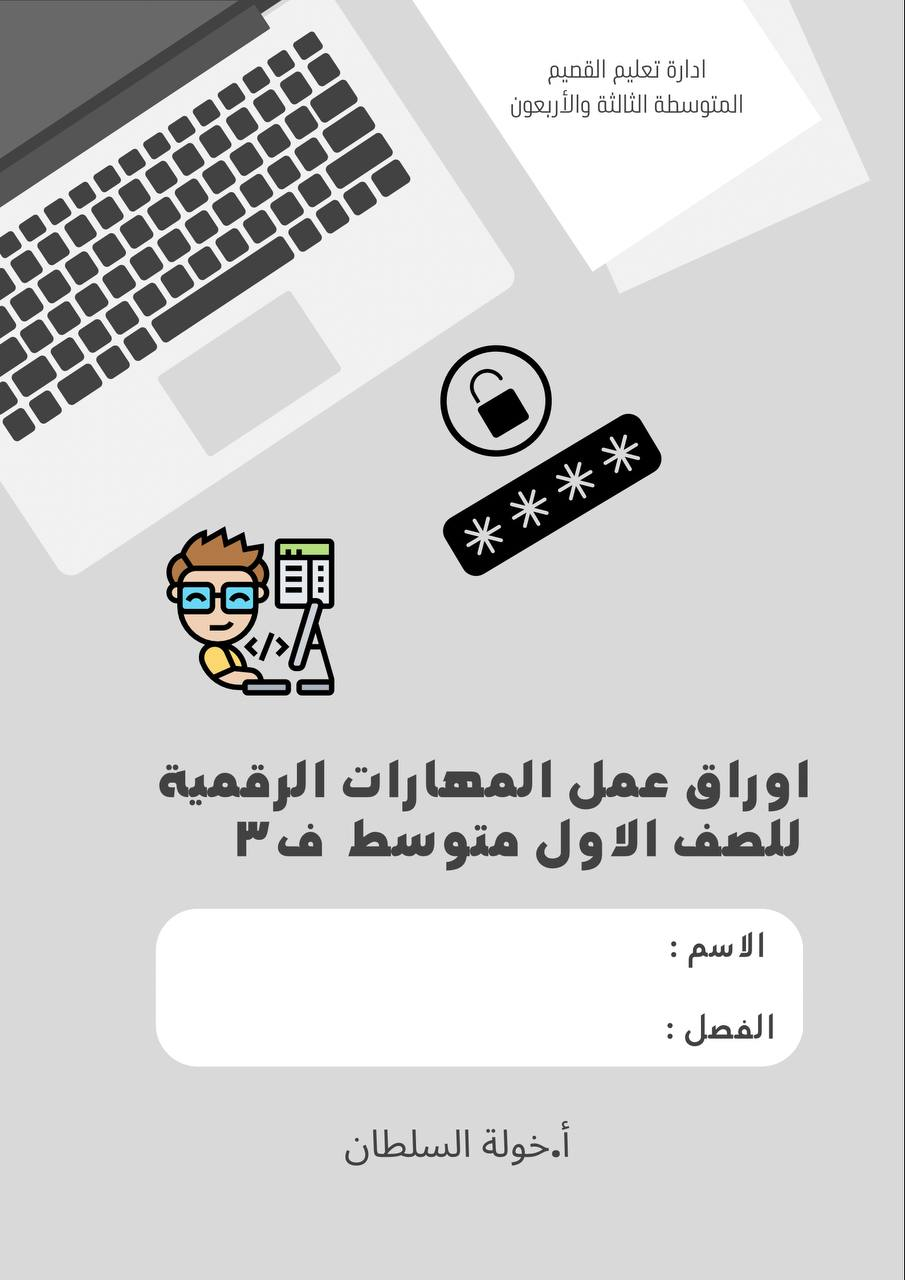 ادارة تعليم القصيم
المتوسطة الثالثة والأربعون
اوراق عمل المهارات الرقمية
للصف الاول متوسط ف٣
الاسم :
الفصل :
أ.خولة السلطان